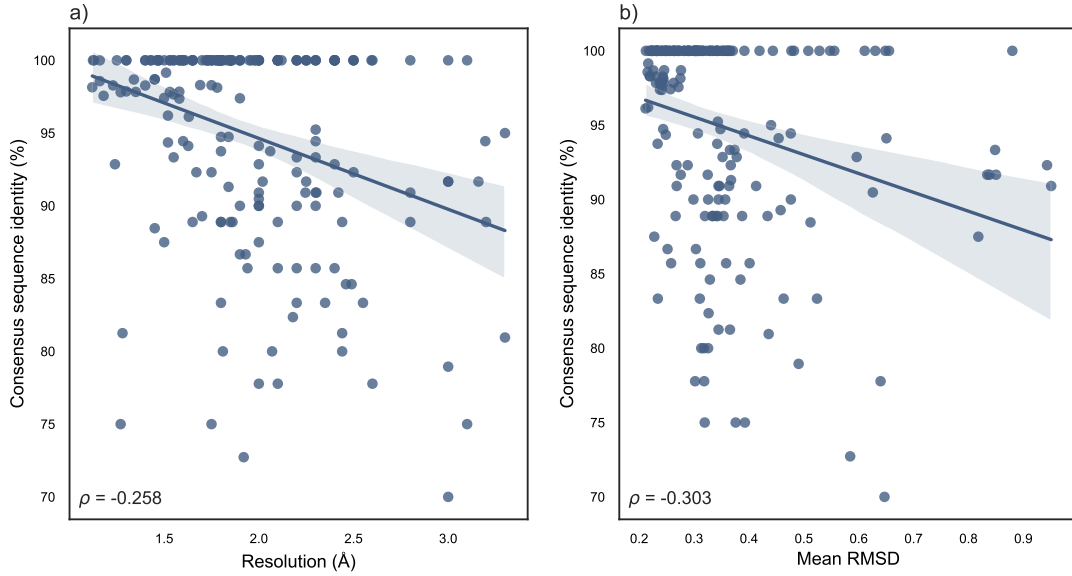 a)
Consensus sequence identity (%)
100
95
90
85
80
75
70
ρ = -0.258
1.5 2.0 2.5 3.0
Resolution (Å)
b)
Consensus sequence identity (%)
100
95
90
85
80
75
70
ρ = -0.303
0.2 0.3 0.4 0.5 0.6 0.7 0.8 0.9
Mean RMSD